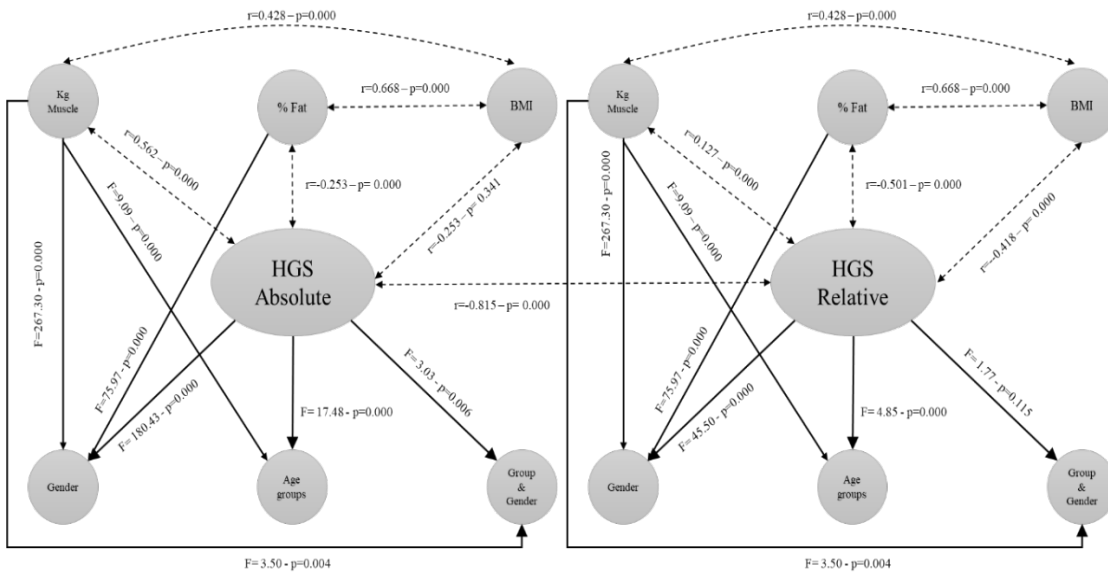 r=0.428 – p=0.000
Kg
Muscle
% Fat
r=0.668 – p=0.000
BMI
r=0.562 – p=0.000
r=-0.253 – p= 0.000
r=-0.253 – p= 0.341
F=9.09 – p=0.000
F=267.30 - p=0.000
HGS
Absolute
F=75.97 - p=0.000
F= 180.43 - p=0.000
F= 17.48 - p=0.000
F= 3.03 - p=0.006
Gender
Age
groups
Group
&
Gender
F= 3.50 - p=0.004
r=-0.815 – p= 0.000
r=0.428 – p=0.000
Kg
Muscle
% Fat
r=0.668 – p=0.000
BMI
r=0.127 – p=0.000
r=-0.501 – p= 0.000
r=--0.418 – p= 0.000
F=9.09 – p=0.000
F=267.30 - p=0.000
HGS
Relative
F=75.97 - p=0.000
F= 45.50 - p=0.000
F= 4.85 - p=0.000
F= 1.77 - p=0.115
Gender
Age
groups
Group
&
Gender
F= 3.50 - p=0.004